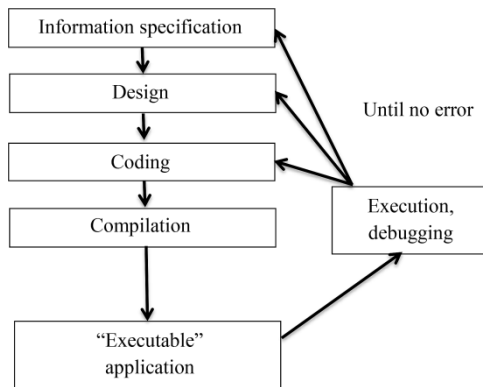 Information specification
Design
Until no error
Coding
Compilation
Execution,
debugging
“Executable”
application